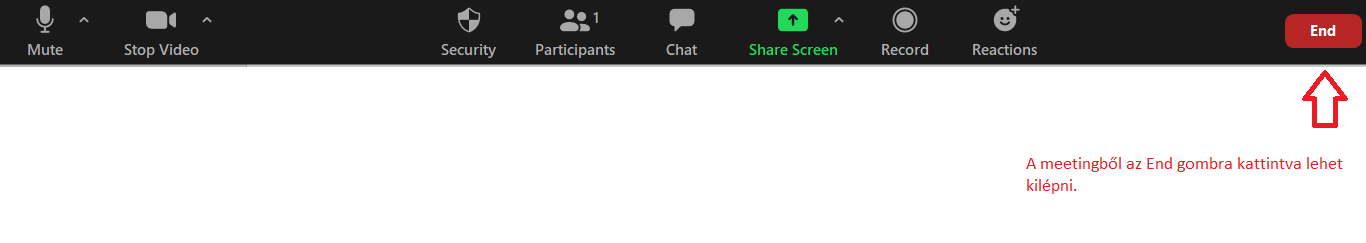 1
Mute
Stop Video
Security
Participants
Chat
Share Screen
Record
Reactions
End
A meetingből az End gombra kattintva lehet
kilépni.